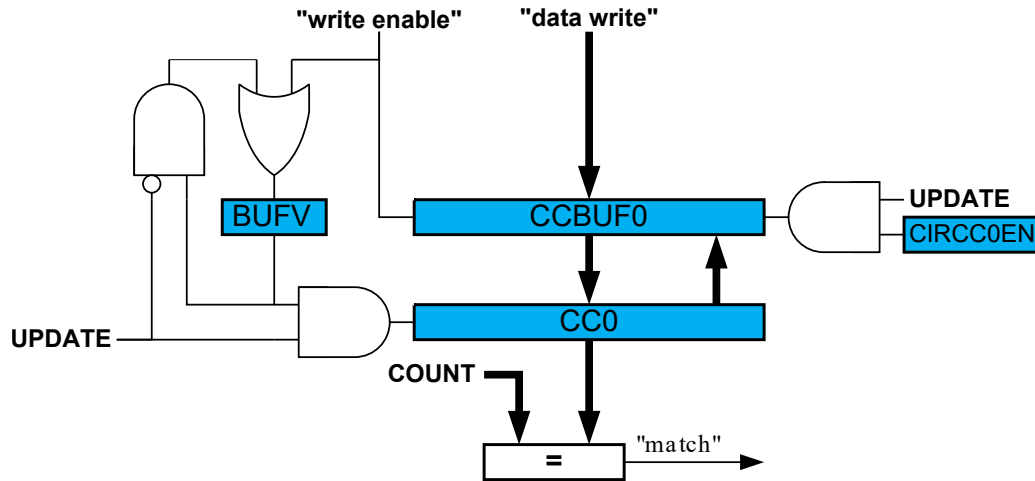 "write enable"
"data write"
BUFV
CCBUF0
UPDATE
CIRCC0EN
UPDATE
CC0
COUNT
=
"match"